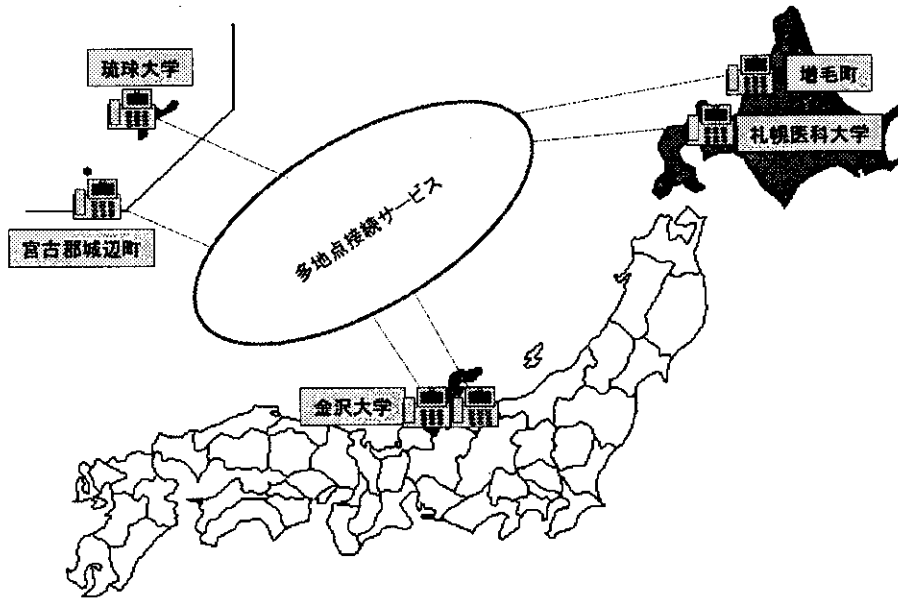 琉球大学
増毛町
札幌医科大学
宮古郡城辺町
多地点接続サービス
金沢大学